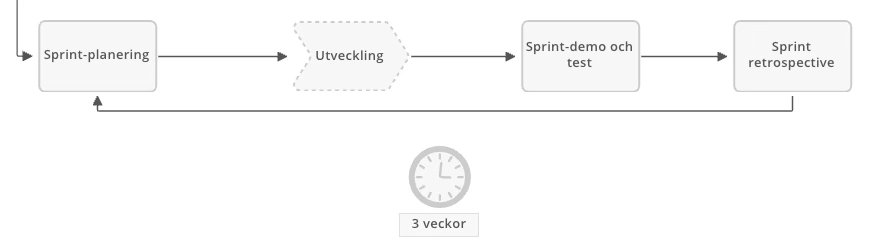 Sprint-planering
Utveckling
Sprint-demo och
test
Sprint
retrospective
3 veckor